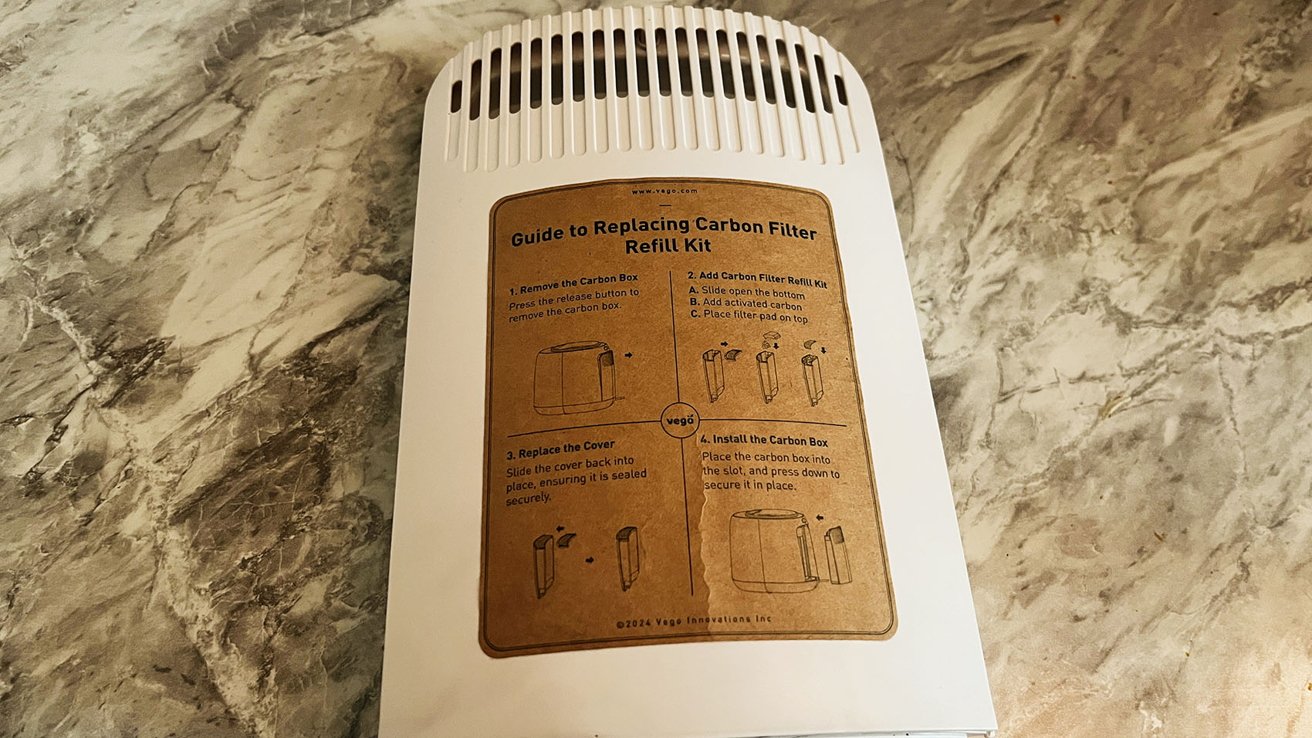 www.vego.com
Guide to Replacing Carbon Filter
Refill Kit
1. Remove the Carbon Box
Press the release button to
remove the carbon box.
2. Add Carbon Filter Refill Kit
A. Slide open the bottom
B. Add activated carbon
C. Place filter pad on top
vego
3. Replace the Cover
Slide the cover back into
place, ensuring it is sealed
securely.
4. Install the Carbon Box
Place the carbon box into
the slot, and press down to
secure it in place.
©2024 Vego Innovations Inc